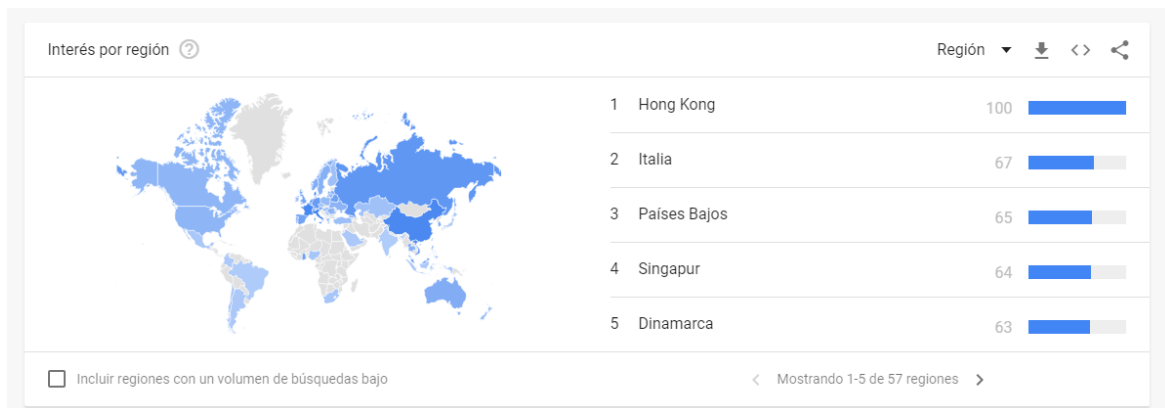 Interés por región
Región
1 Hong Kong 100
2 Italia 67
3 Países Bajos 65
4 Singapur 64
5 Dinamarca 63
Incluir regiones con un volumen de búsquedas bajo
Mostrando 1-5 de 57 regiones